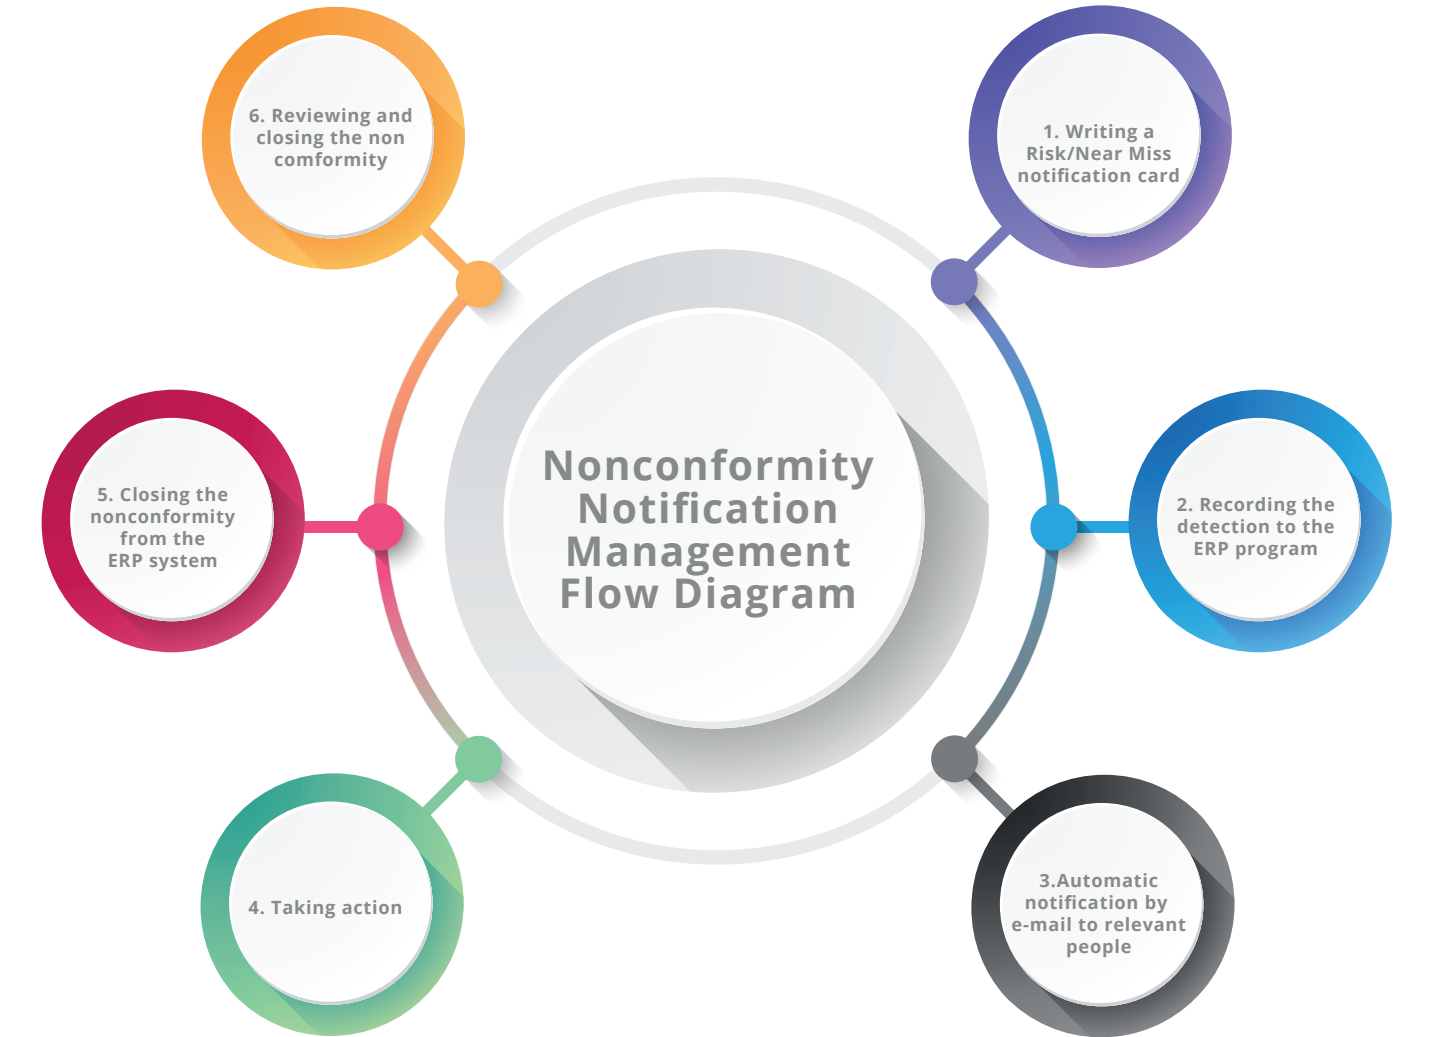 Nonconformity
Notification
Management
Flow Diagram
1. Writing a
Risk/Near Miss
notification card
2. Recording the
detection to the
ERP program
3.Automatic
notification by
e-mail to relevant
people
4. Taking action
5. Closing the
nonconformity
from the
ERP system
6. Reviewing and
closing the non
comformity